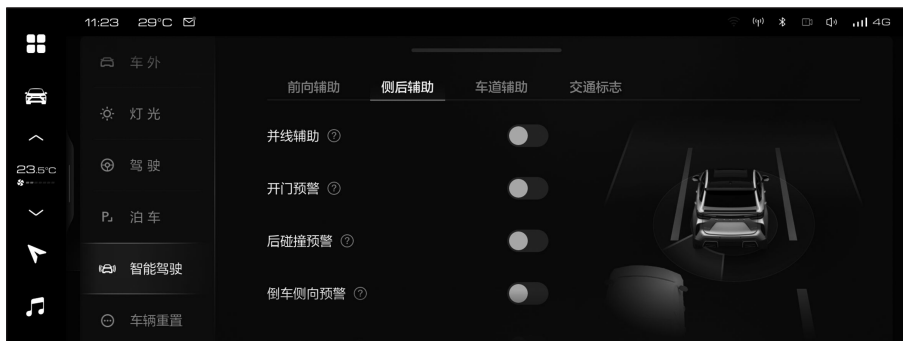 11:23 29°C
4G
车外
前向辅助 侧后辅助 车道辅助 交通标志
灯光
并线辅助 ?
23.5°C
驾驶
开门预警 ?
P 泊车
后碰撞预警 ?
智能驾驶
倒车侧向预警 ?
车辆重置